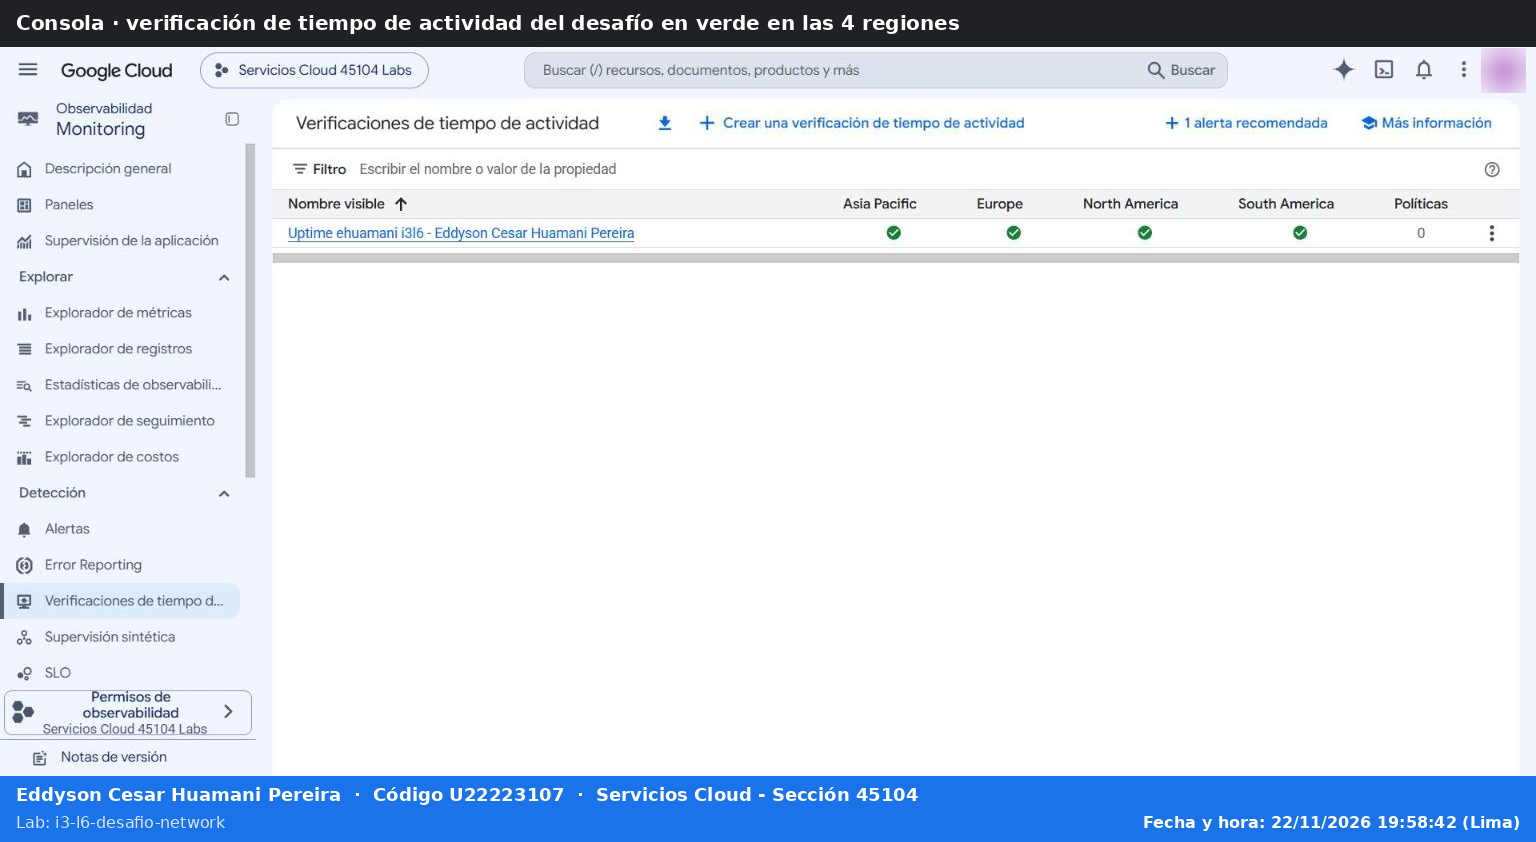 Consola · verificación de tiempo de actividad del desafío en verde en las 4 regiones
Google Cloud
Servicios Cloud 45104 Labs
Buscar (/) recursos, documentos, productos y más
Buscar
Observabilidad
Monitoring
Descripción general
Paneles
Supervisión de la aplicación
Explorar
Explorador de métricas
Explorador de registros
Estadísticas de observabili...
Explorador de seguimiento
Explorador de costos
Detección
Alertas
Error Reporting
Verificaciones de tiempo d...
Supervisión sintética
SLO
Permisos de
observabilidad
Servicios Cloud 45104 Labs
Notas de versión
Verificaciones de tiempo de actividad
Crear una verificación de tiempo de actividad
1 alerta recomendada
Más información
Filtro Escribir el nombre o valor de la propiedad
Nombre visible Asia Pacific Europe North America South America Políticas
Uptime ehuamani i3l6 - Eddyson Cesar Huamani Pereira 0
Eddyson Cesar Huamani Pereira · Código U22223107 · Servicios Cloud - Sección 45104
Lab: i3-l6-desafio-network
Fecha y hora: 22/11/2026 19:58:42 (Lima)